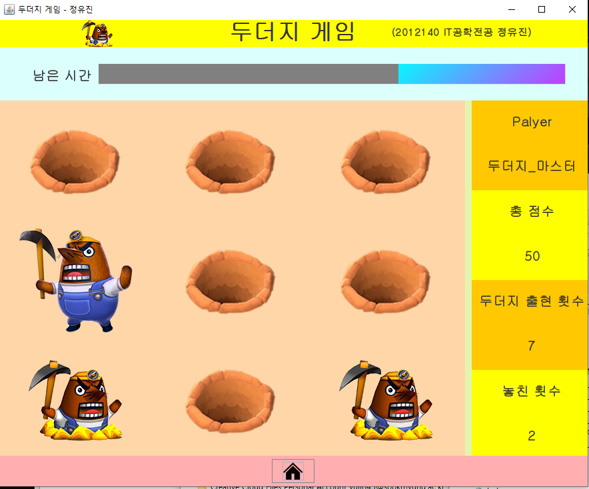 두더지 게임 - 정유진
두더지 게임
(2012140 IT공학전공 정유진)
남은 시간
Palyer
두더지_마스터
총 점수
50
두더지 출현 횟수
7
놓친 횟수
2